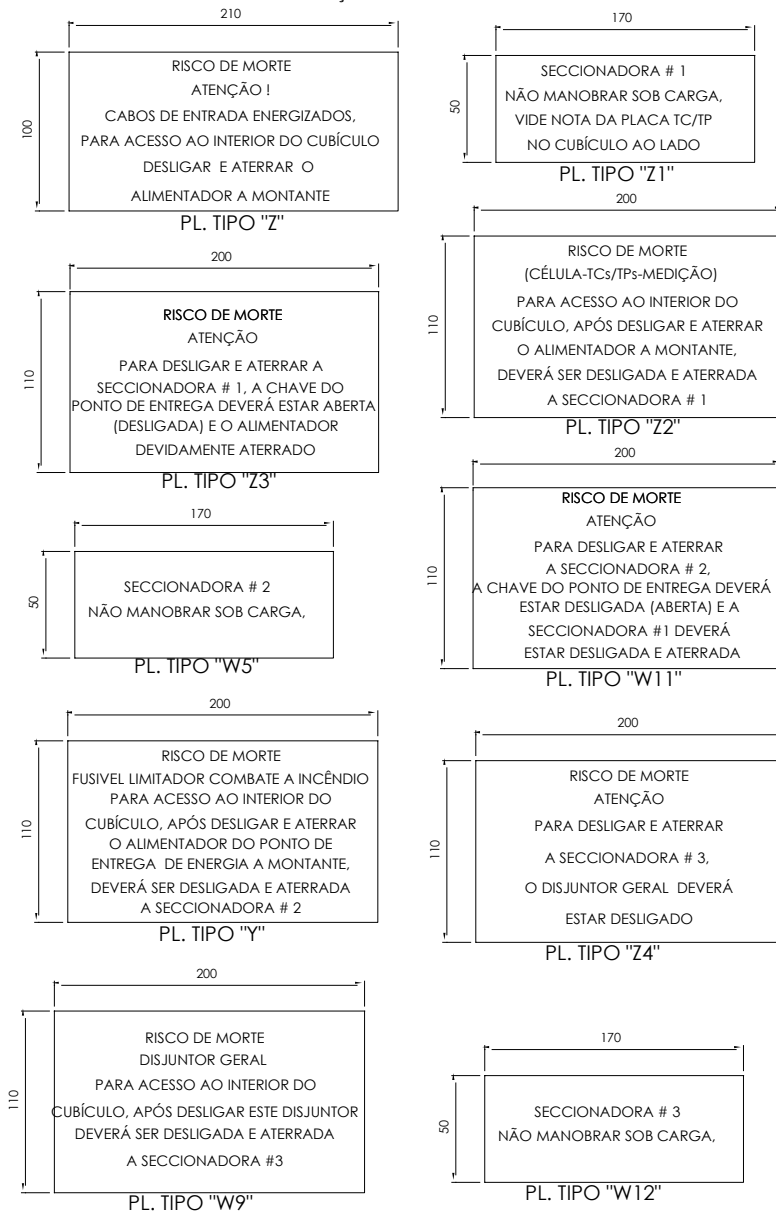 210
100
RISCO DE MORTE
ATENÇÃO !
CABOS DE ENTRADA ENERGIZADOS,
PARA ACESSO AO INTERIOR DO CUBÍCULO
DESLIGAR E ATERRAR O
ALIMENTADOR A MONTANTE
PL. TIPO "Z"
170
50
SECCIONADORA # 1
NÃO MANOBRAR SOB CARGA,
VIDE NOTA DA PLACA TC/TP
NO CUBÍCULO AO LADO
PL. TIPO "Z1"
200
110
RISCO DE MORTE
ATENÇÃO
PARA DESLIGAR E ATERRAR A
SECCIONADORA # 1, A CHAVE DO
PONTO DE ENTREGA DEVERÁ ESTAR ABERTA
(DESLIGADA) E O ALIMENTADOR
DEVIDAMENTE ATERRADO
PL. TIPO "Z3"
200
110
RISCO DE MORTE
(CÉLULA-TCs/TPs-MEDIÇÃO)
PARA ACESSO AO INTERIOR DO
CUBÍCULO, APÓS DESLIGAR E ATERRAR
O ALIMENTADOR A MONTANTE,
DEVERÁ SER DESLIGADA E ATERRADA
A SECCIONADORA # 1
PL. TIPO "Z2"
170
50
SECCIONADORA # 2
NÃO MANOBRAR SOB CARGA,
PL. TIPO "W5"
200
110
RISCO DE MORTE
ATENÇÃO
PARA DESLIGAR E ATERRAR
A SECCIONADORA # 2,
A CHAVE DO PONTO DE ENTREGA DEVERÁ
ESTAR DESLIGADA (ABERTA) E A
SECCIONADORA #1 DEVERÁ
ESTAR DESLIGADA E ATERRADA
PL. TIPO "W11"
200
110
RISCO DE MORTE
FUSIVEL LIMITADOR COMBATE A INCÊNDIO
PARA ACESSO AO INTERIOR DO
CUBÍCULO, APÓS DESLIGAR E ATERRAR
O ALIMENTADOR DO PONTO DE
ENTREGA DE ENERGIA A MONTANTE,
DEVERÁ SER DESLIGADA E ATERRADA
A SECCIONADORA # 2
PL. TIPO "Y"
200
110
RISCO DE MORTE
ATENÇÃO
PARA DESLIGAR E ATERRAR
A SECCIONADORA # 3,
O DISJUNTOR GERAL DEVERÁ
ESTAR DESLIGADO
PL. TIPO "Z4"
200
110
RISCO DE MORTE
DISJUNTOR GERAL
PARA ACESSO AO INTERIOR DO
CUBÍCULO, APÓS DESLIGAR ESTE DISJUNTOR
DEVERÁ SER DESLIGADA E ATERRADA
A SECCIONADORA #3
PL. TIPO "W9"
170
50
SECCIONADORA # 3
NÃO MANOBRAR SOB CARGA,
PL. TIPO "W12"